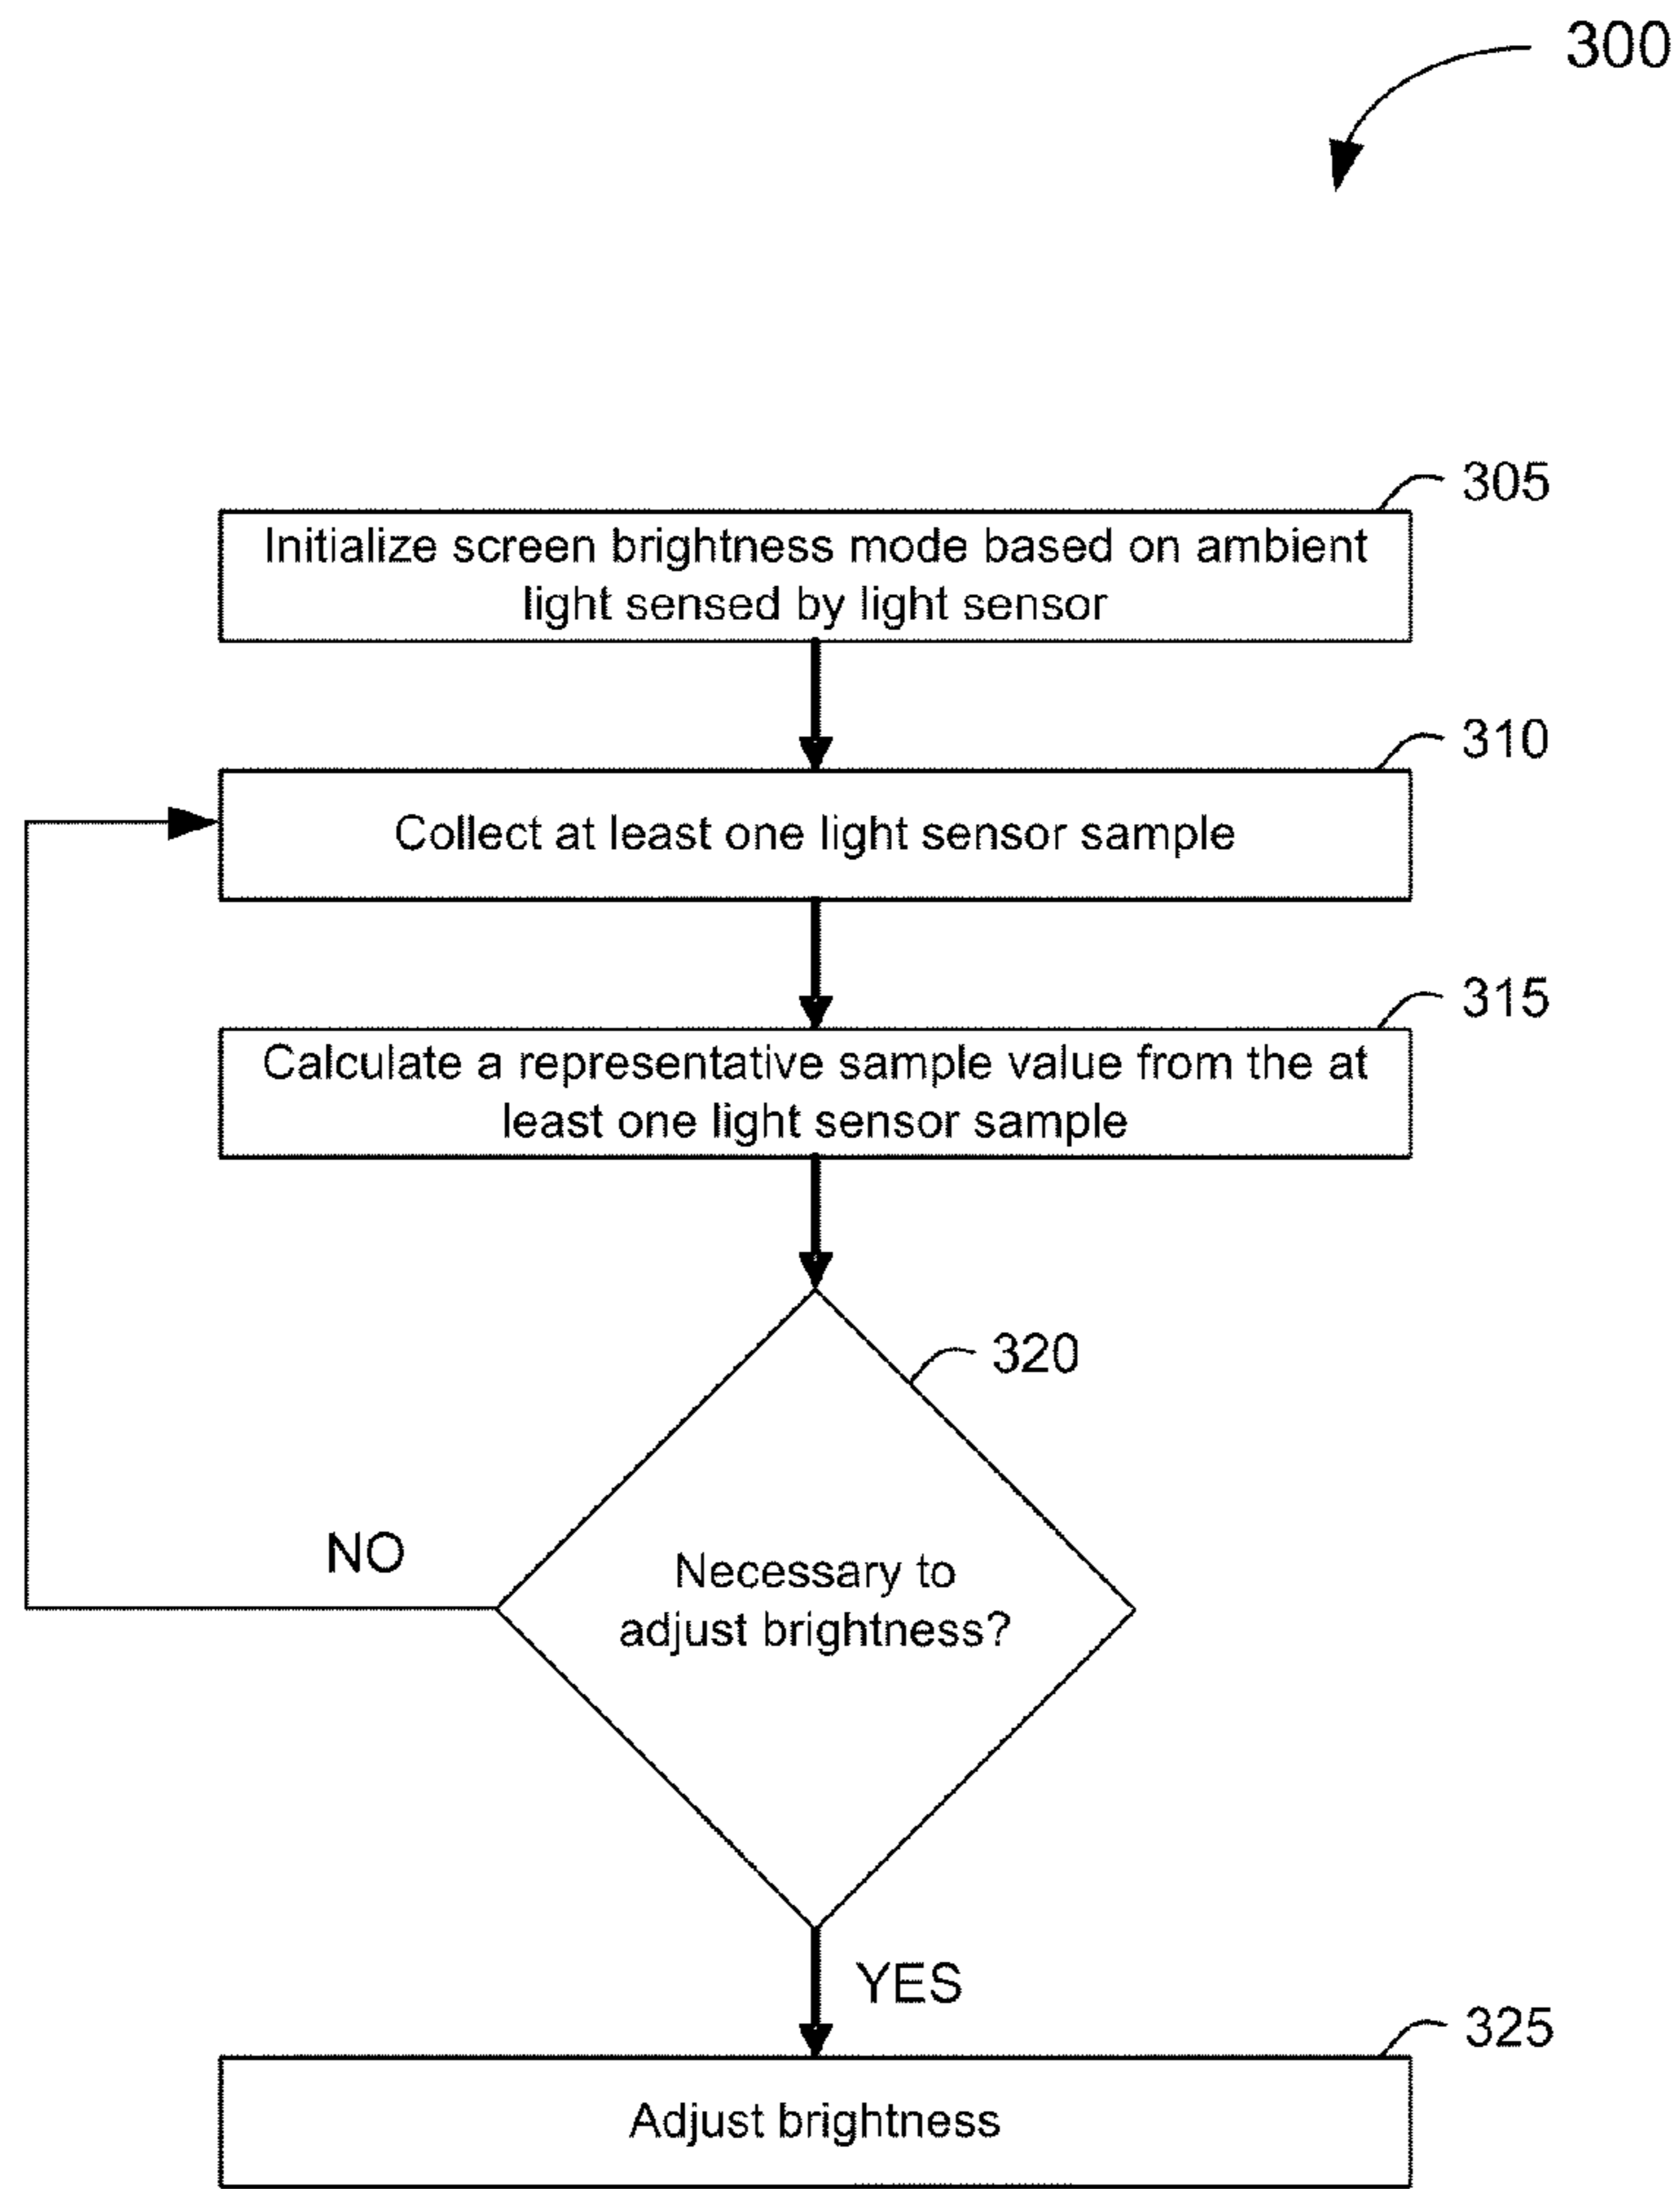 300
305
Initialize screen brightness mode based on ambient
light sensed by light sensor
310
Collect at least one light sensor sample
315
Calculate a representative sample value from the at
least one light sensor sample
320
Necessary to
adjust brightness?
NO
YES
325
Adjust brightness